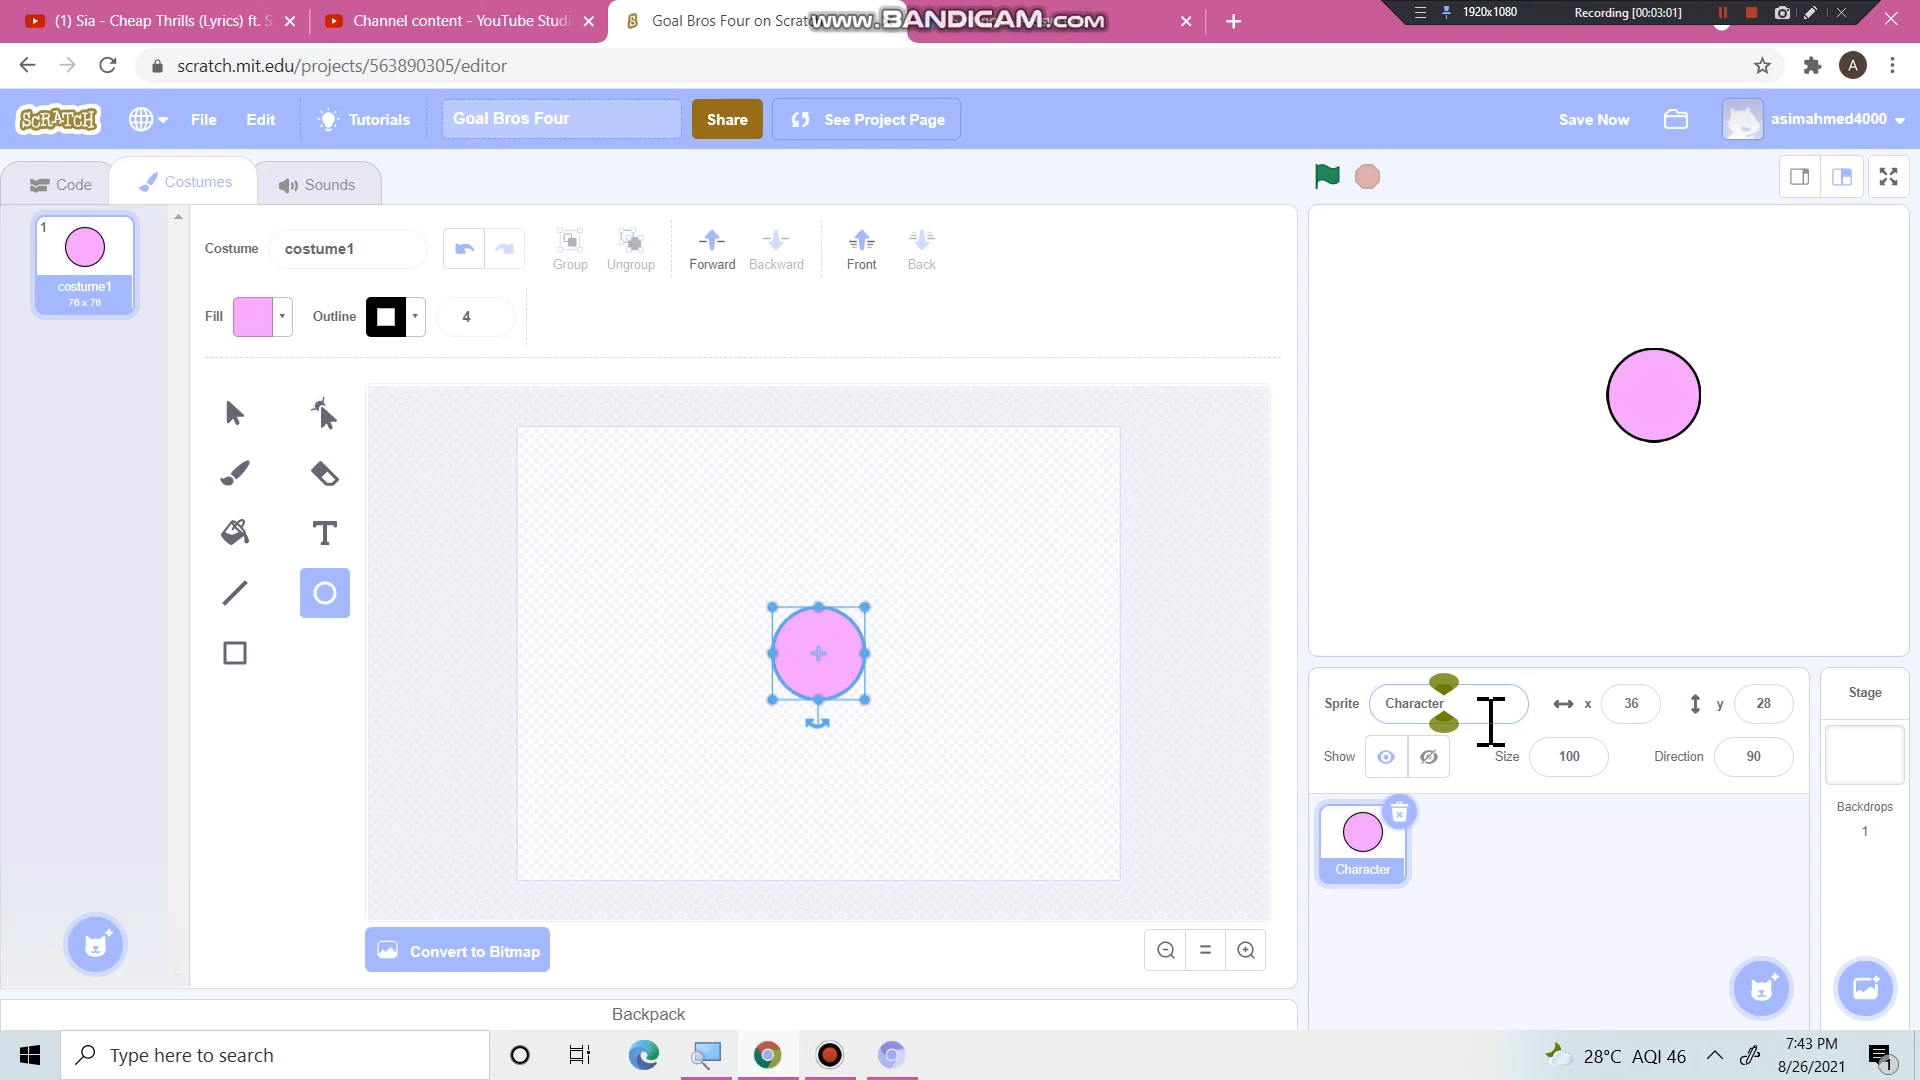 (1) Sia - Cheap Thrills (Lyrics) ft. S
Channel content - YouTube Studi
Goal Bros Four on Scratch
www.BANDICAM.com
1920x1080
Recording [00:03:01]
scratch.mit.edu/projects/563890305/editor
A
SCRATCH
File
Edit
Tutorials
Goal Bros Four
Share
See Project Page
Save Now
asimahmed4000
Code
Costumes
Sounds
1
costume1
76 x 76
Costume
costume1
Group
Ungroup
Forward
Backward
Front
Back
Fill
Outline
4
T
Convert to Bitmap
Backpack
Sprite
Character
x
36
y
28
Show
Size
100
Direction
90
Character
Stage
Backdrops
1
Type here to search
28°C AQI 46
7:43 PM
8/26/2021
1